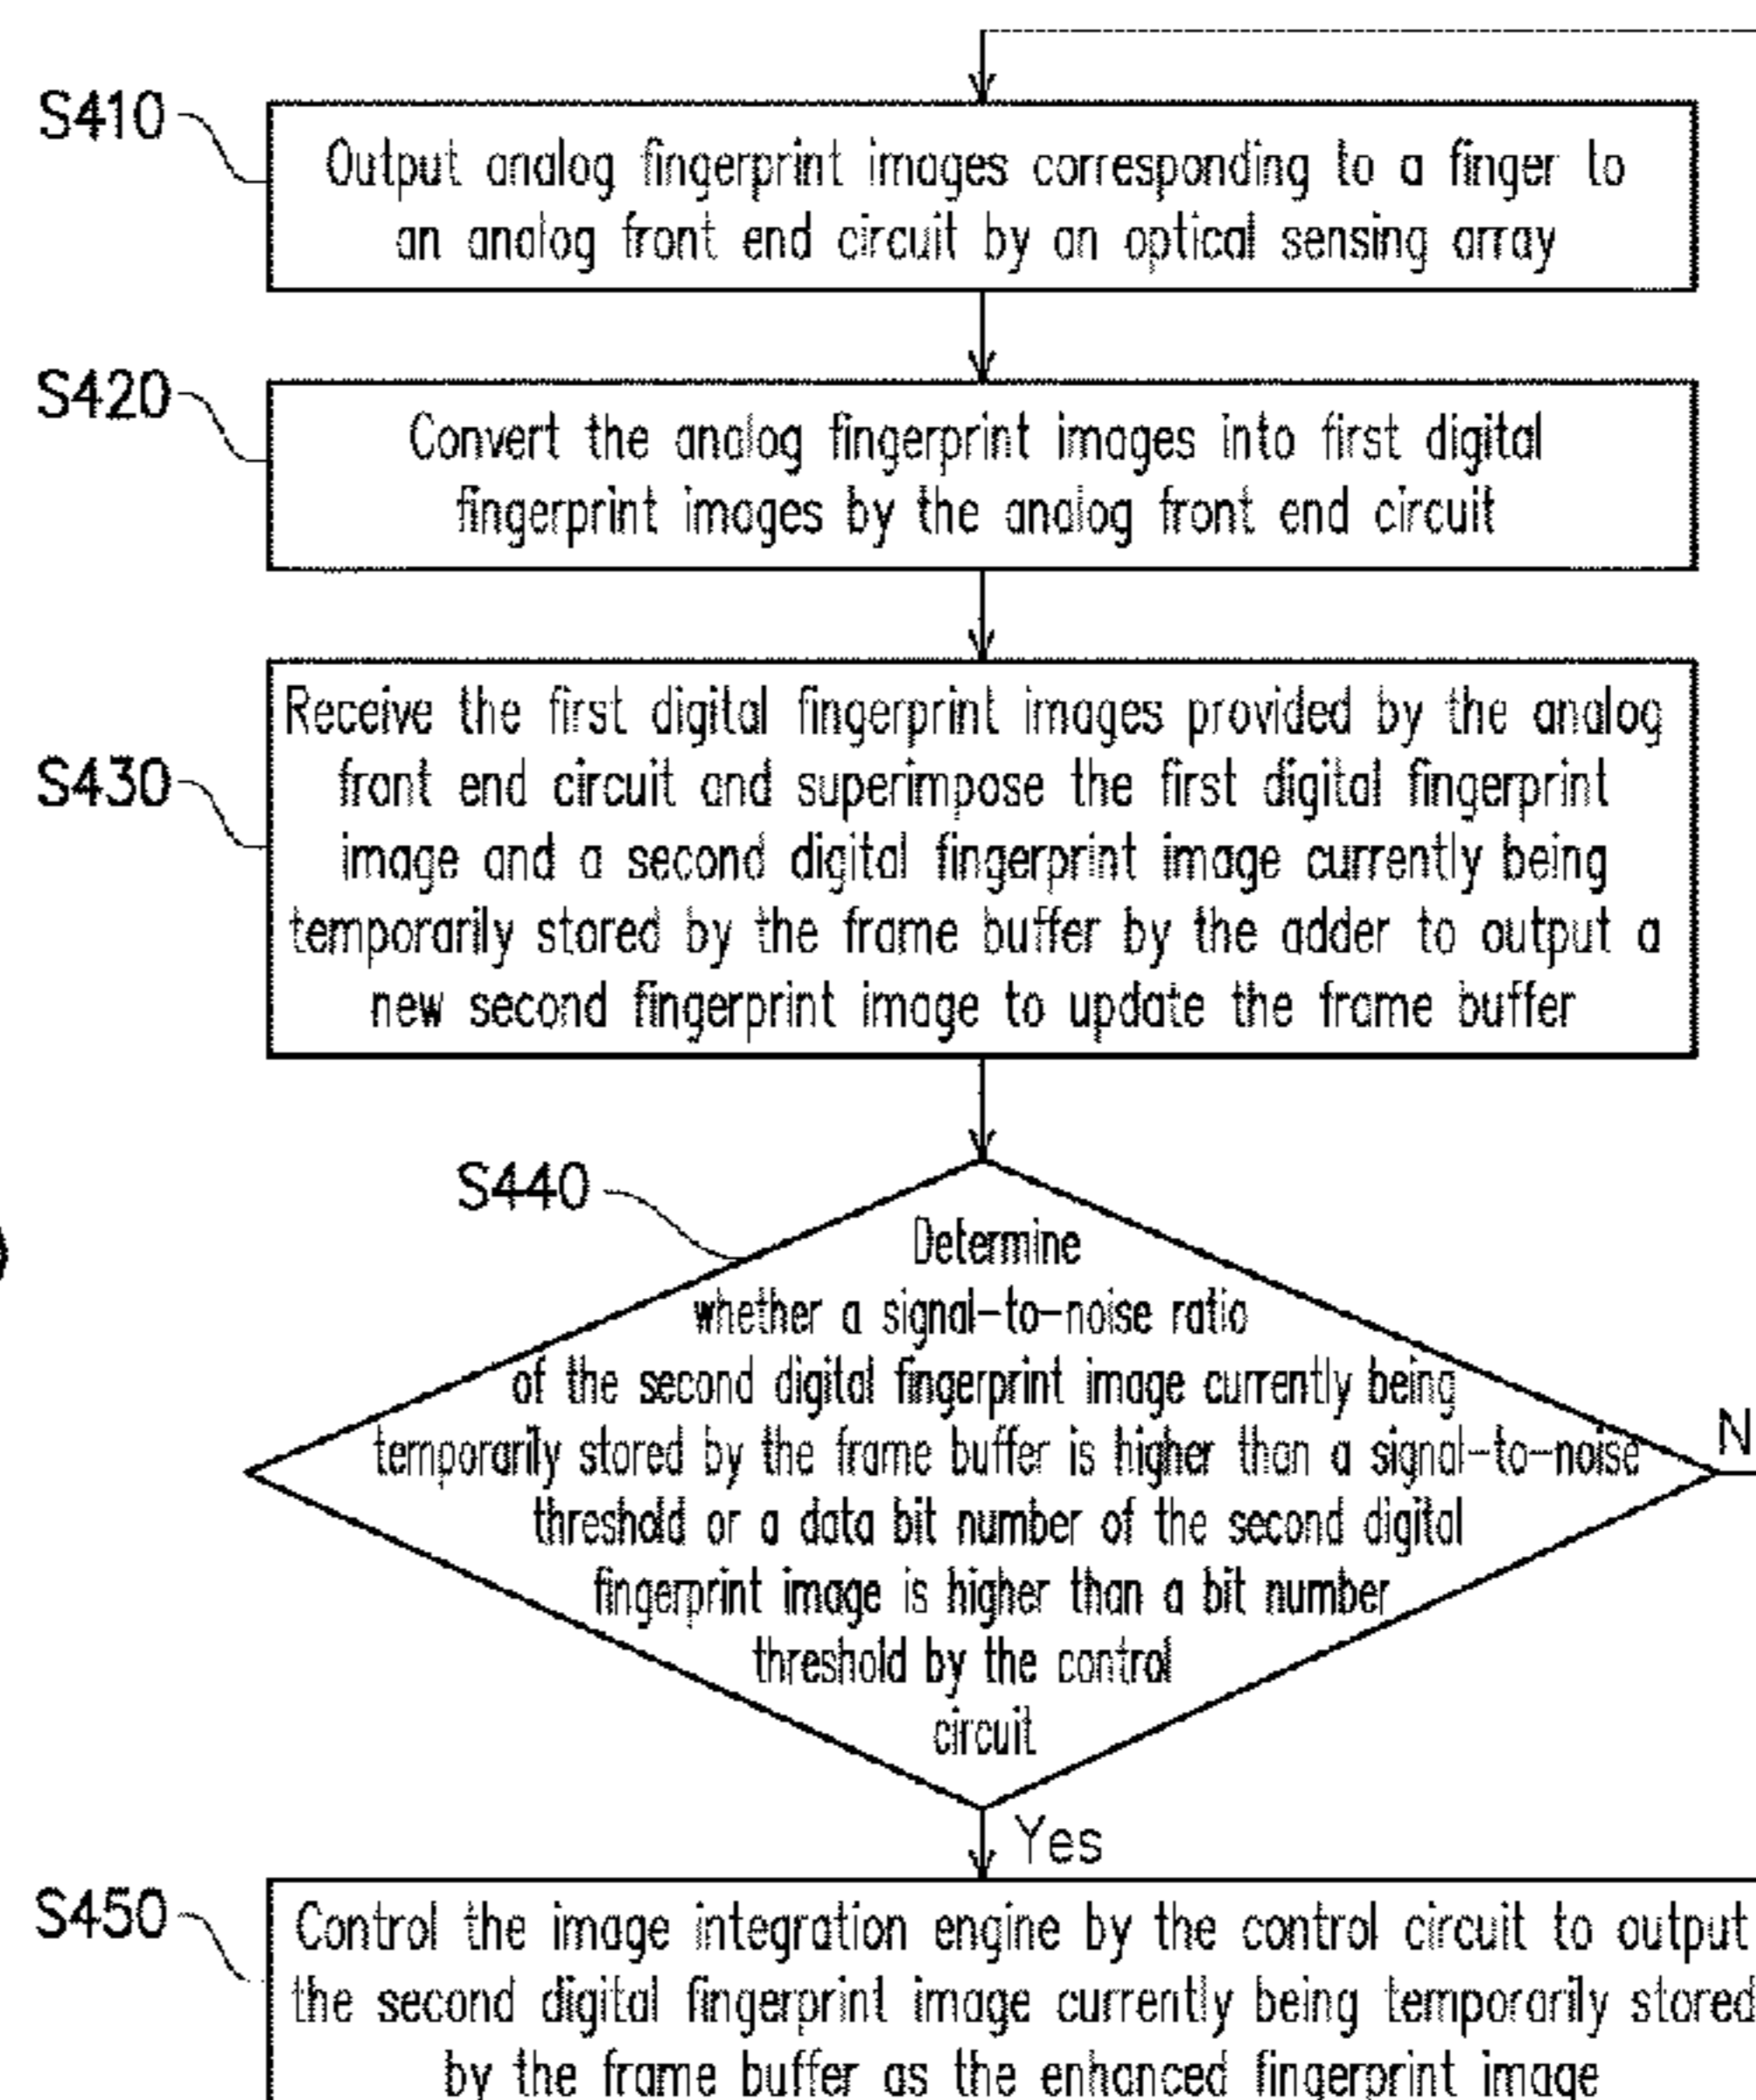 S410
Output analog fingerprint images corresponding to a finger to
an analog front end circuit by an optical sensing array
S420
Convert the analog fingerprint images into first digital
fingerprint images by the analog front end circuit
S430
Receive the first digital fingerprint images provided by the analog
front end circuit and superimpose the first digital fingerprint
image and a second digital fingerprint image currently being
temporarily stored by the frame buffer by the adder to output a
new second fingerprint image to update the frame buffer
S440
Determine
whether a signal-to-noise ratio
of the second digital fingerprint image currently being
temporarily stored by the frame buffer is higher than a signal-to-noise
threshold or a data bit number of the second digital
fingerprint image is higher than a bit number
threshold by the control
circuit
N
Yes
S450
Control the image integration engine by the control circuit to output
the second digital fingerprint image currently being temporarily stored
by the frame buffer as the enhanced fingerprint image